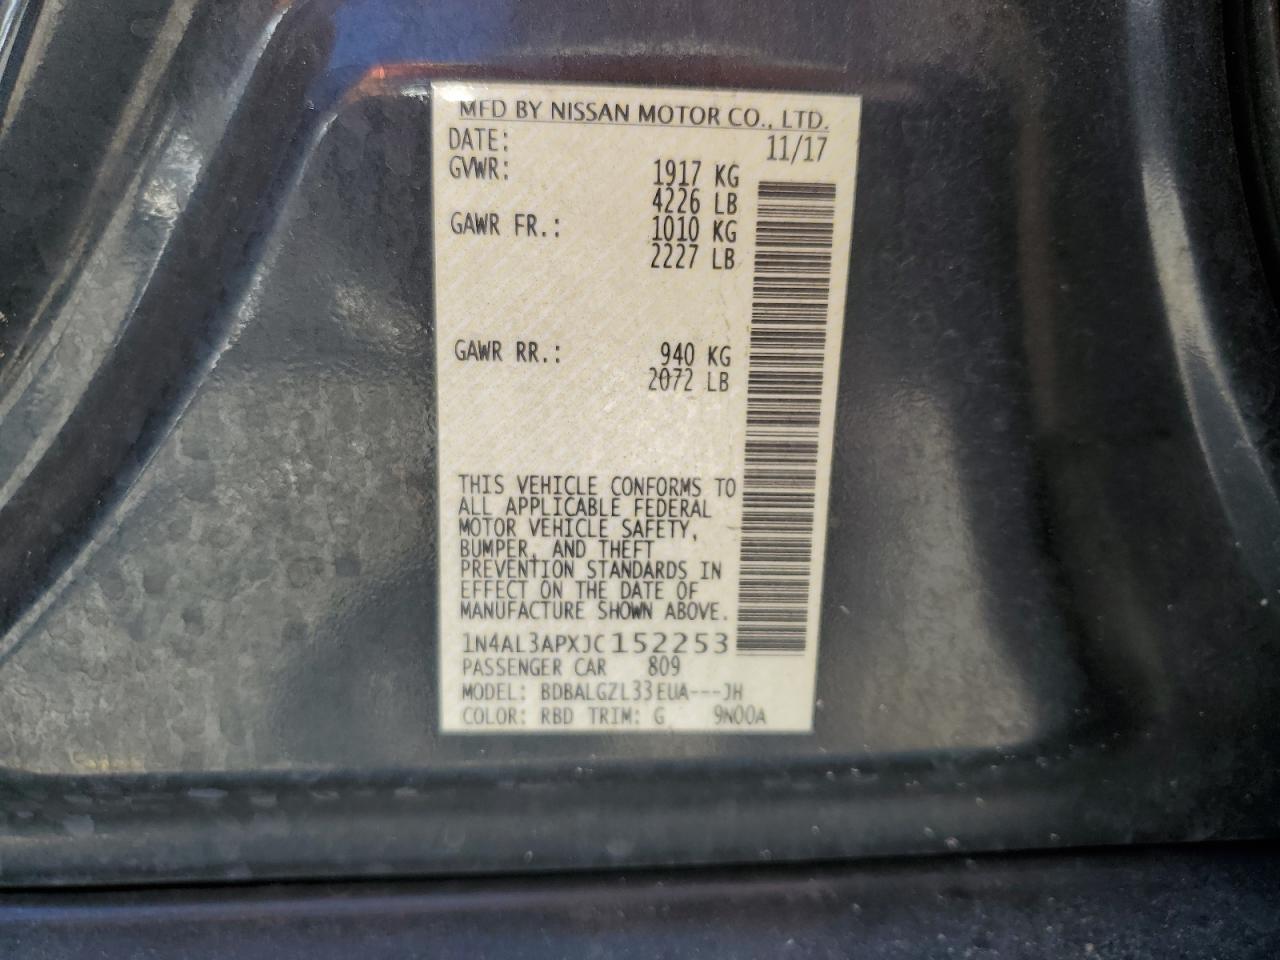 MFD BY NISSAN MOTOR CO., LTD.
DATE: 11/17
GVWR: 1917 KG
4226 LB
GAWR FR.: 1010 KG
2227 LB
GAWR RR.: 940 KG
2072 LB
THIS VEHICLE CONFORMS TO
ALL APPLICABLE FEDERAL
MOTOR VEHICLE SAFETY,
BUMPER, AND THEFT
PREVENTION STANDARDS IN
EFFECT ON THE DATE OF
MANUFACTURE SHOWN ABOVE.
1N4AL3APXJC152253
PASSENGER CAR 809
MODEL: BDBALGZL33EUA---JH
COLOR: RBD TRIM: G 9N00A